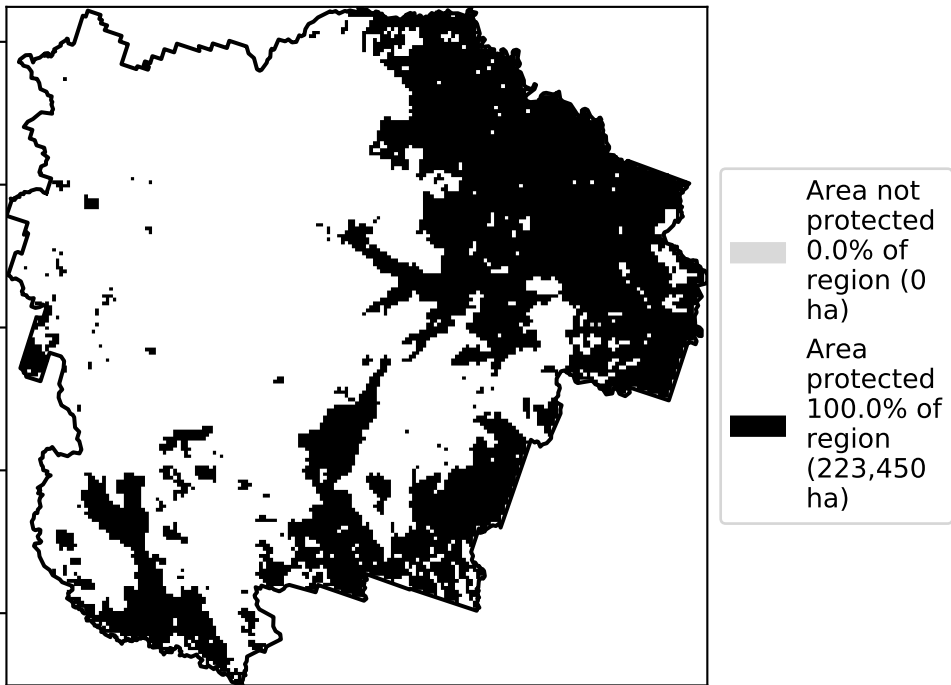 Area not
protected
0.0% of
region (0
ha)
Area
protected
100.0% of
region
(223,450
ha)